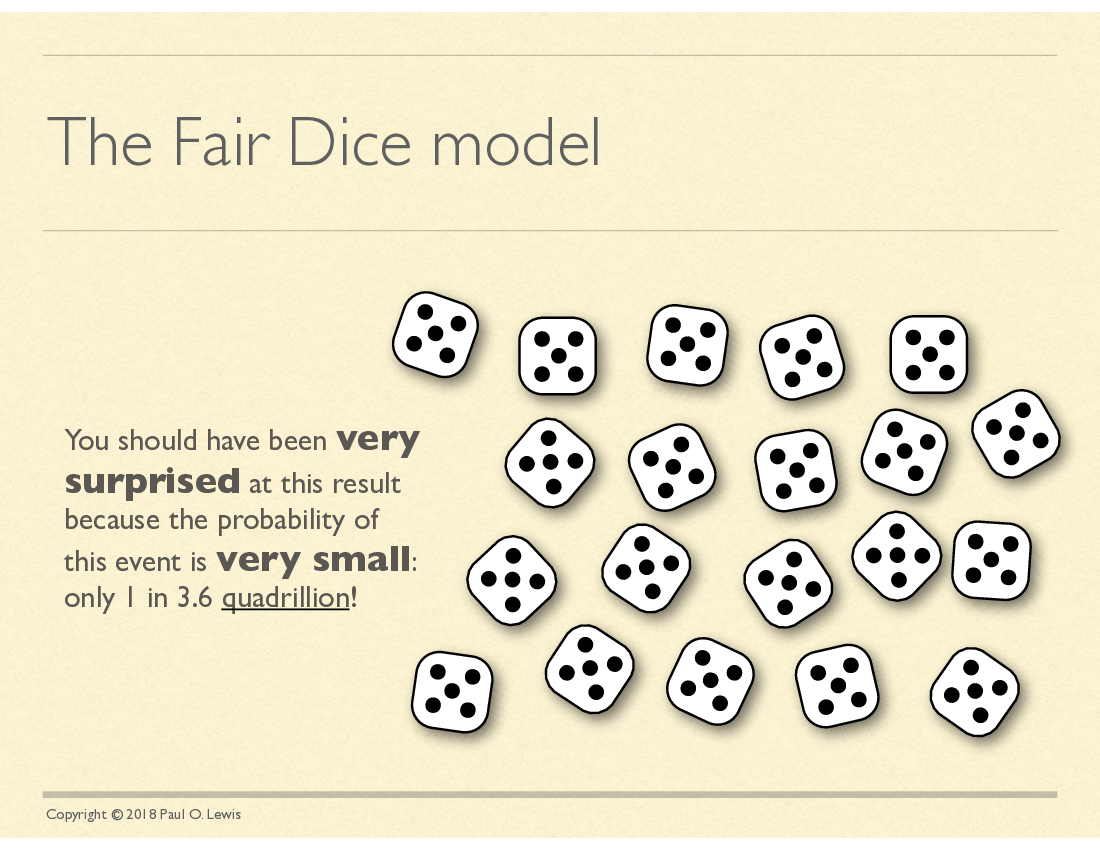 The Fair Dice model
You should have been very
surprised at this result
because the probability of
this event is very small:
only 1 in 3.6 quadrillion!
Copyright © 2018 Paul O. Lewis